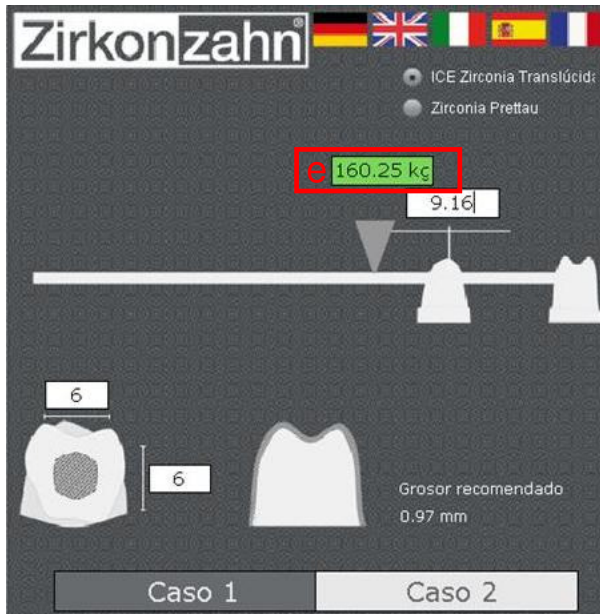 Zirkonzahn®
ICE Zirconia Translúcida
Zirconia Prettau
e 160.25 kg
9.16
6
6
Grosor recomendado
0.97 mm
Caso 1
Caso 2